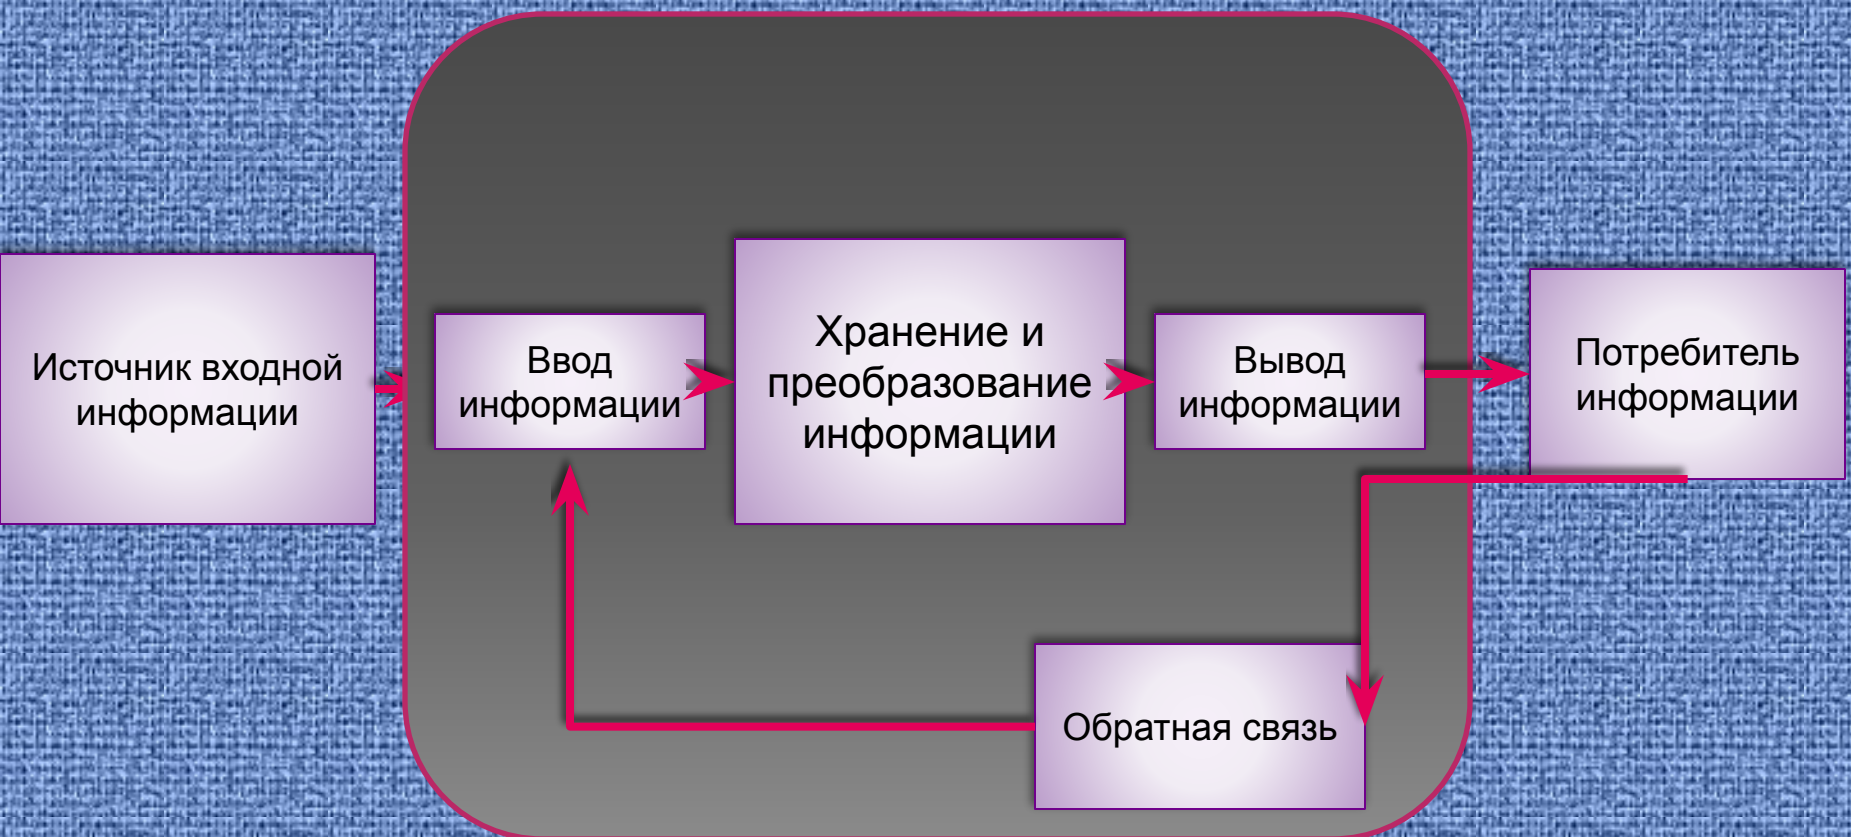 Источник входной
информации
Ввод
информации
Хранение и
преобразование
информации
Вывод
информации
Потребитель
информации
Обратная связь